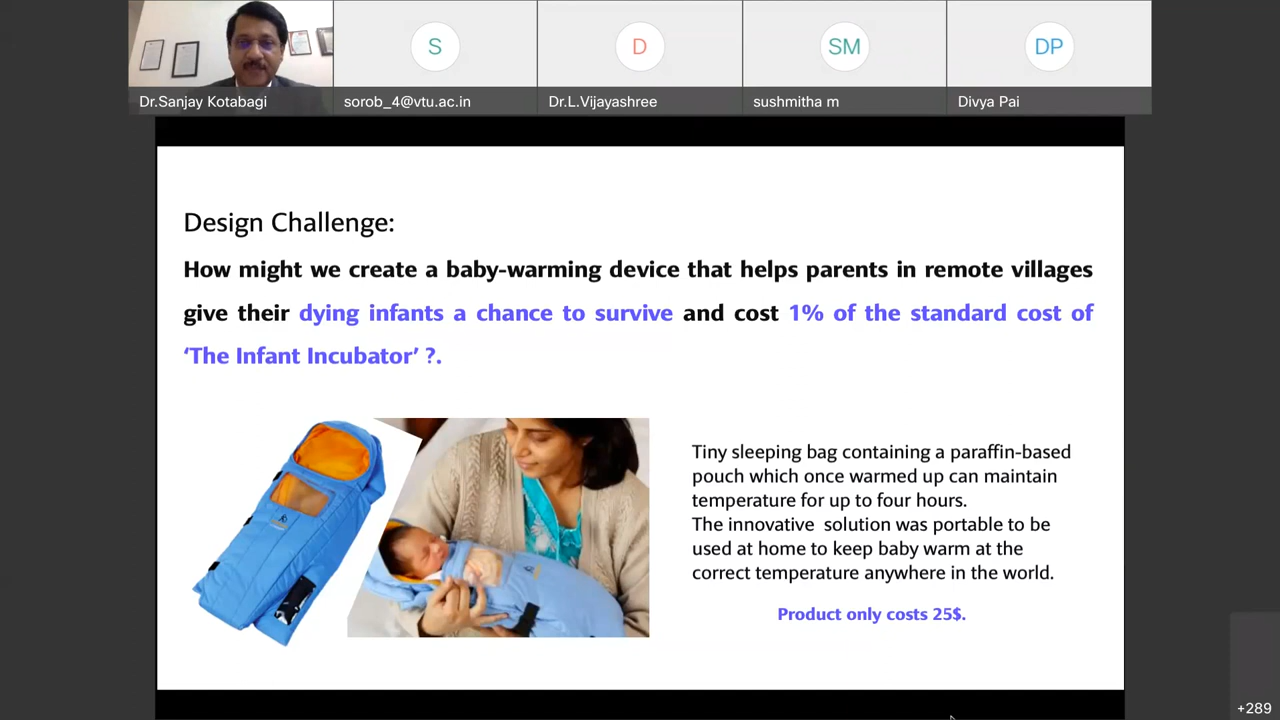 S
D
SM
DP
Dr.Sanjay Kotabagi
sorob_4@vtu.ac.in
Dr.L.Vijayashree
sushmitha m
Divya Pai
Design Challenge:
How might we create a baby-warming device that helps parents in remote villages
give their dying infants a chance to survive and cost 1% of the standard cost of
‘The Infant Incubator’ ?.
Tiny sleeping bag containing a paraffin-based
pouch which once warmed up can maintain
temperature for up to four hours.
The innovative  solution was portable to be
used at home to keep baby warm at the
correct temperature anywhere in the world.
Product only costs 25$.
+289